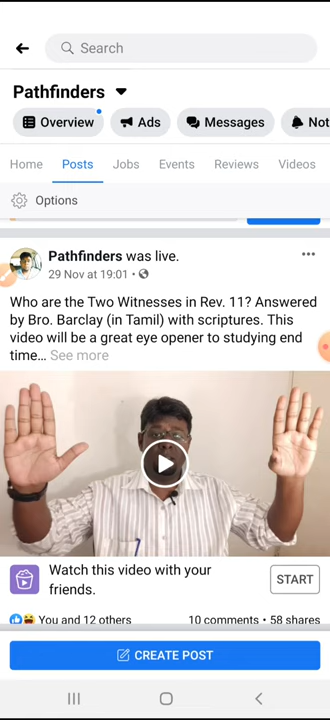 Search
Pathfinders
Overview Ads Messages Not
Home Posts Jobs Events Reviews Videos
Options
Pathfinders was live.
29 Nov at 19:01 •
Who are the Two Witnesses in Rev. 11? Answered
by Bro. Barclay (in Tamil) with scriptures. This
video will be a great eye opener to studying end
time... See more
Watch this video with your
friends.
START
You and 12 others 10 comments • 58 shares
CREATE POST